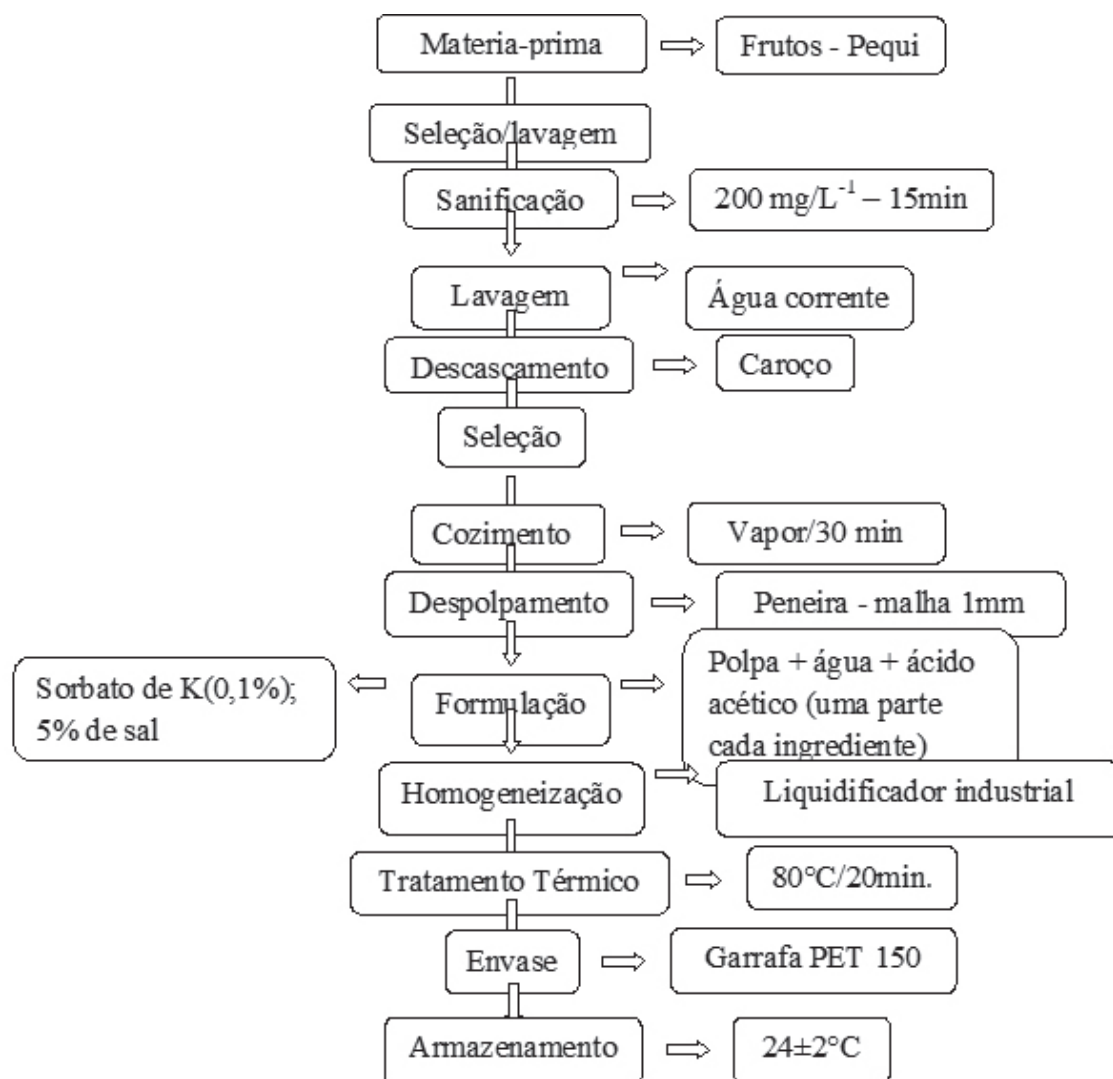 Materia-prima
Frutos - Pequi
Seleção/lavagem
Sanificação
200 mg/L⁻¹ – 15min
Lavagem
Água corrente
Descascamento
Caroço
Seleção
Cozimento
Vapor/30 min
Despolpamento
Peneira - malha 1mm
Sorbato de K(0,1%);
5% de sal
Formulação
Polpa + água + ácido
acético (uma parte
cada ingrediente)
Homogeneização
Liquidificador industrial
Tratamento Térmico
80°C/20min.
Envase
Garrafa PET 150
Armazenamento
24±2°C